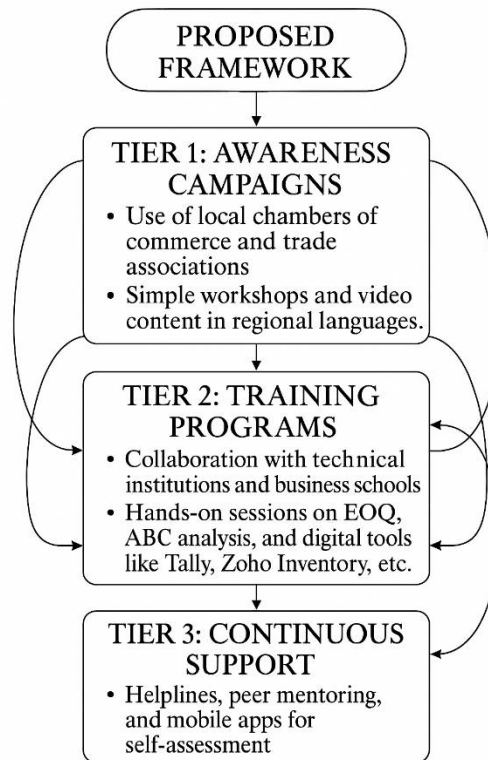 PROPOSED
FRAMEWORK
TIER 1: AWARENESS
CAMPAIGNS
• Use of local chambers of
commerce and trade
associations
• Simple workshops and video
content in regional languages.
TIER 2: TRAINING
PROGRAMS
• Collaboration with technical
institutions and business schools
• Hands-on sessions on EOQ,
ABC analysis, and digital tools
like Tally, Zoho Inventory, etc.
TIER 3: CONTINUOUS
SUPPORT
• Helplines, peer mentoring,
and mobile apps for
self-assessment